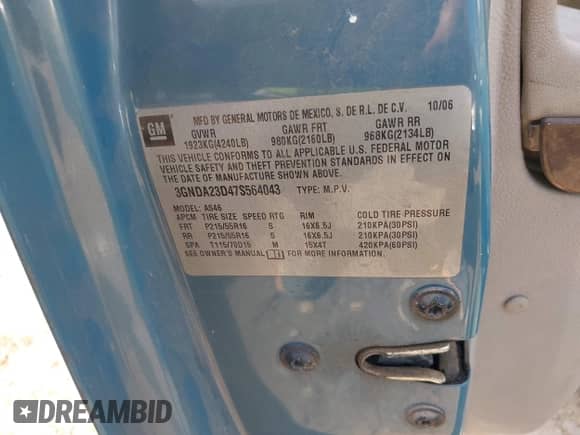 MFD BY GENERAL MOTORS DE MEXICO, S. DE R.L. DE C.V. 10/06
GM
GVWR GAWR FRT GAWR RR
1923KG(4240LB) 980KG(2160LB) 968KG(2134LB)
THIS VEHICLE CONFORMS TO ALL APPLICABLE U.S. FEDERAL MOTOR
VEHICLE SAFETY AND THEFT PREVENTION STANDARDS IN EFFECT ON
THE DATE OF MANUFACTURE SHOWN ABOVE.
3GNDA23D47S564043 TYPE: M.P.V.
MODEL: AS46
APCM TIRE SIZE SPEED RTG RIM COLD TIRE PRESSURE
FRT P215/55R16 S 16X6.5J 210KPA(30PSI)
RR P215/55R16 S 16X6.5J 210KPA(30PSI)
SPA T115/70D15 M 15X4T 420KPA(60PSI)
SEE OWNER'S MANUAL FOR MORE INFORMATION
DREAMBID